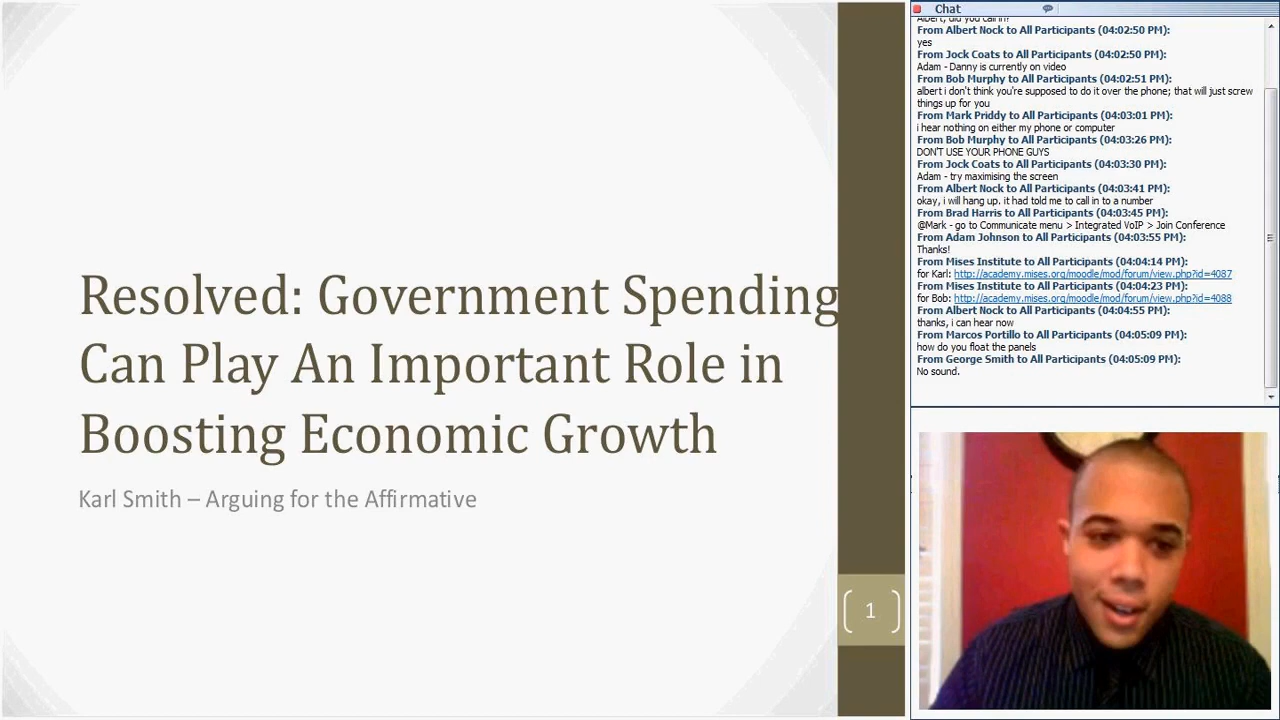 Resolved: Government Spending
Can Play An Important Role in
Boosting Economic Growth
Karl Smith – Arguing for the Affirmative
1
Chat
Albert, did you call in?
From Albert Nock to All Participants (04:02:50 PM):
yes
From Jock Coats to All Participants (04:02:50 PM):
Adam - Danny is currently on video
From Bob Murphy to All Participants (04:02:51 PM):
albert i don't think you're supposed to do it over the phone; that will just screw
things up for you
From Mark Priddy to All Participants (04:03:01 PM):
i hear nothing on either my phone or computer
From Bob Murphy to All Participants (04:03:26 PM):
DON'T USE YOUR PHONE GUYS
From Jock Coats to All Participants (04:03:30 PM):
Adam - try maximising the screen
From Albert Nock to All Participants (04:03:41 PM):
okay, i will hang up. it had told me to call in to a number
From Brad Harris to All Participants (04:03:45 PM):
@Mark - go to Communicate menu > Integrated VoIP > Join Conference
From Adam Johnson to All Participants (04:03:55 PM):
Thanks!
From Mises Institute to All Participants (04:04:14 PM):
for Karl: http://academy.mises.org/moodle/mod/forum/view.php?id=4087
From Mises Institute to All Participants (04:04:23 PM):
for Bob: http://academy.mises.org/moodle/mod/forum/view.php?id=4088
From Albert Nock to All Participants (04:04:55 PM):
thanks, i can hear now
From Marcos Portillo to All Participants (04:05:09 PM):
how do you float the panels
From George Smith to All Participants (04:05:09 PM):
No sound.